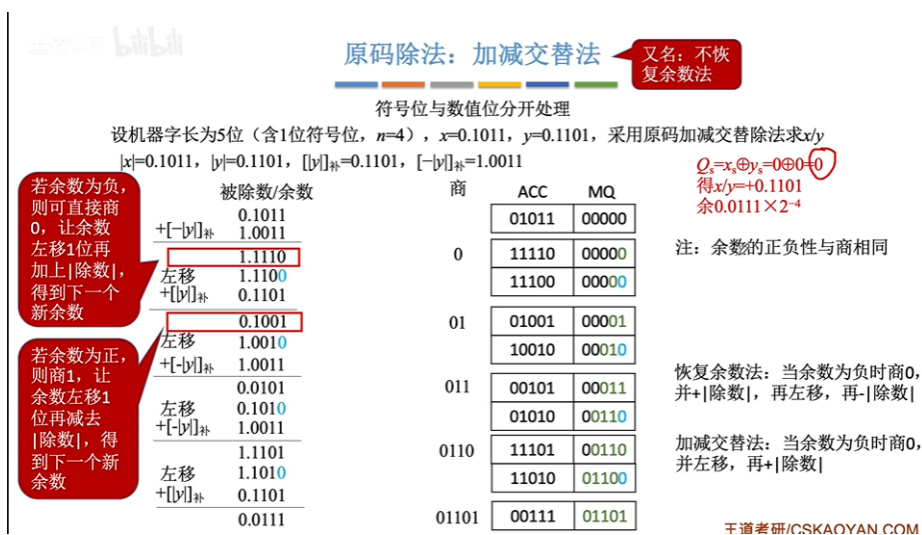 bilibili
原码除法：加减交替法
又名：不恢
复余数法
符号位与数值位分开处理
设机器字长为5位（含1位符号位，n=4），x=0.1011，y=0.1101，采用原码加减交替除法求x/y
|x|=0.1011，|y|=0.1101，[|y|]补=0.1101，[−|y|]补=1.0011
Qs=xs⊕ys=0⊕0=0
得x/y=+0.1101
余0.0111×2⁻⁴
若余数为负，
则可直接商
0，让余数
左移1位再
加上|除数|，
得到下一个
新余数
若余数为正，
则商1，让
余数左移1
位再减去
|除数|，得
到下一个新
余数
被除数/余数 商 ACC MQ
0.1011 01011 00000
+[−|y|]补 1.0011
1.1110 0 11110 00000
左移 1.1100 11100 00000
+[|y|]补 0.1101
0.1001 01 01001 00001
左移 1.0010 10010 00010
+[-|y|]补 1.0011
0.0101 011 00101 00011
左移 0.1010 01010 00110
+[-|y|]补 1.0011
1.1101 0110 11101 00110
左移 1.1010 11010 01100
+[|y|]补 0.1101
0.0111 01101 00111 01101
注：余数的正负性与商相同
恢复余数法：当余数为负时商0，
并+|除数|，再左移，再-|除数|
加减交替法：当余数为负时商0，
并左移，再+|除数|
王道考研/CSKAOYAN.COM